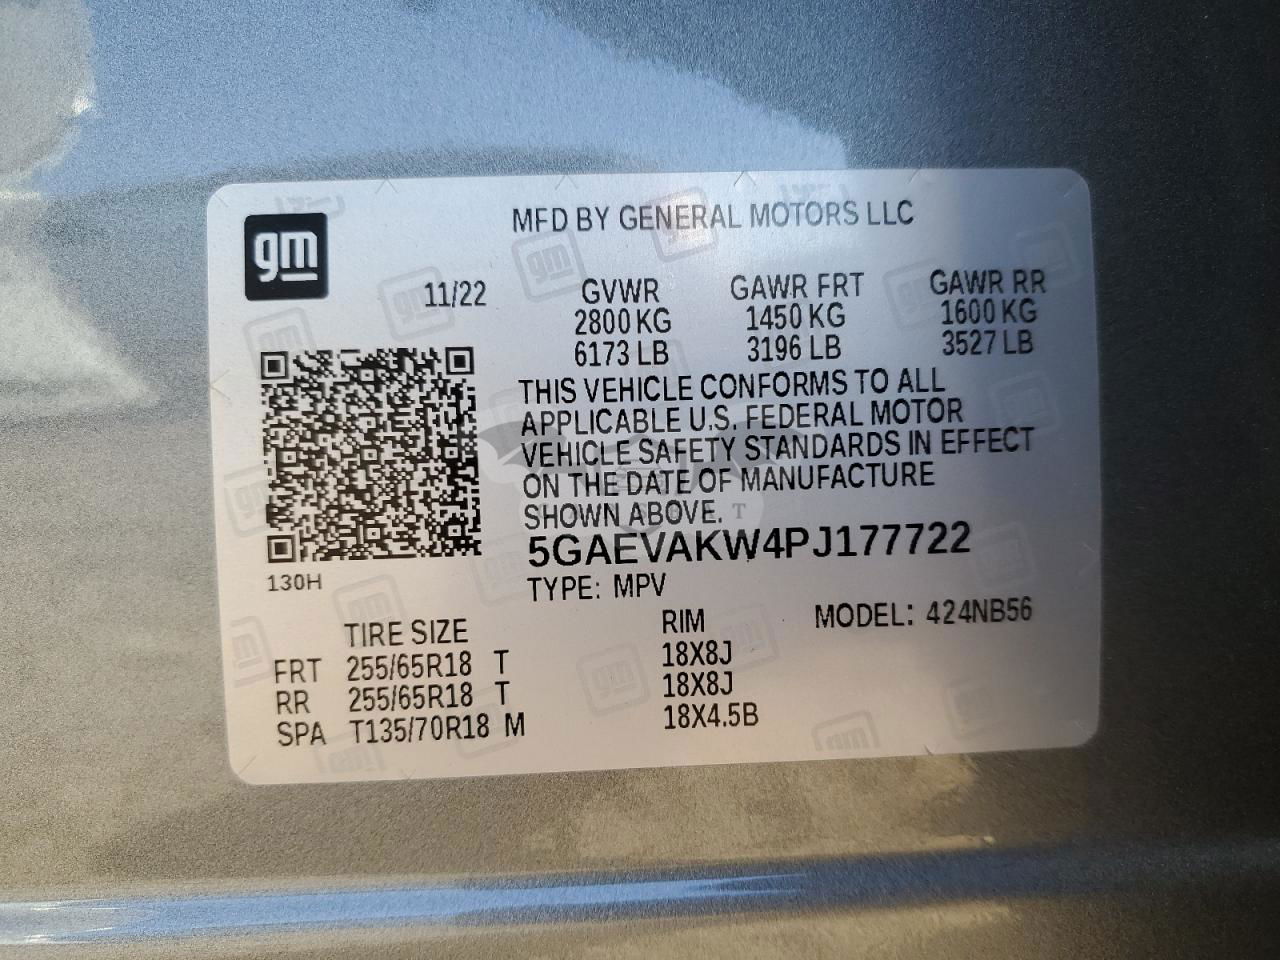 gm
MFD BY GENERAL MOTORS LLC
11/22 GVWR GAWR FRT GAWR RR
2800 KG 1450 KG 1600 KG
6173 LB 3196 LB 3527 LB
THIS VEHICLE CONFORMS TO ALL
APPLICABLE U.S. FEDERAL MOTOR
VEHICLE SAFETY STANDARDS IN EFFECT
ON THE DATE OF MANUFACTURE
SHOWN ABOVE.
5GAEVAKW4PJ177722
130H
TYPE: MPV
TIRE SIZE RIM MODEL: 424NB56
FRT 255/65R18 T 18X8J
RR 255/65R18 T 18X8J
SPA T135/70R18 M 18X4.5B